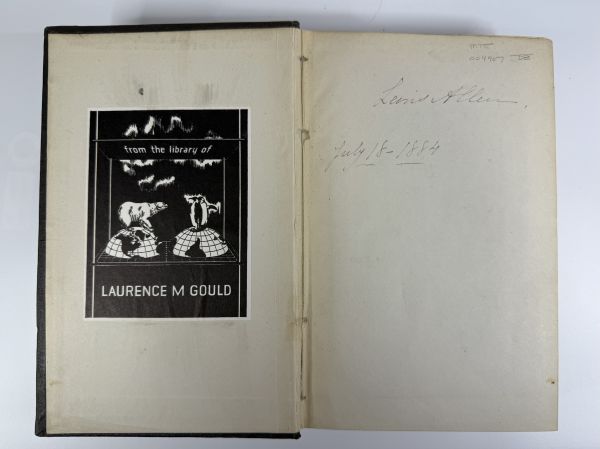 from the library of
LAURENCE M GOULD
Lewis Allen.
July 18 - 1884